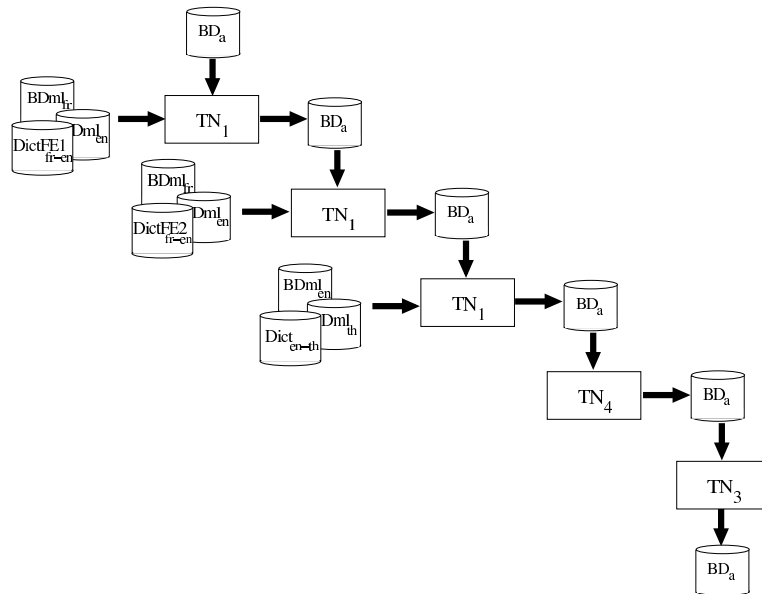 BDa
BDmlfr
Dmlen
DictFE1fr-en
TN1
BDa
BDmlfr
Dmlen
DictFE2fr-en
TN1
BDa
BDmlen
Dmlth
Dicten-th
TN1
BDa
TN4
BDa
TN3
BDa